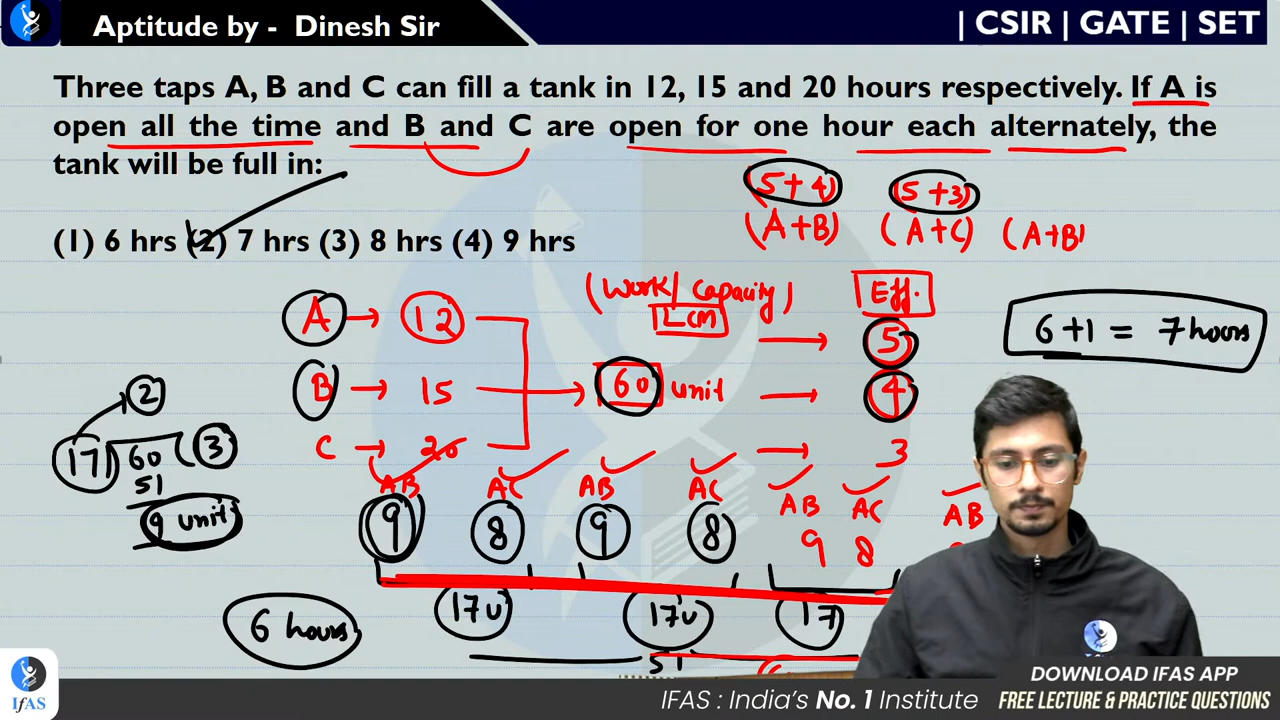 Aptitude by - Dinesh Sir
| CSIR | GATE | SET
Three taps A, B and C can fill a tank in 12, 15 and 20 hours respectively. If A is
open all the time and B and C are open for one hour each alternately, the
tank will be full in:
(5+4) (5+3)
(A+B) (A+C) (A+B)
(1) 6 hrs (2) 7 hrs (3) 8 hrs (4) 9 hrs
(Work/Capacity) Eff.
LCM
A → 12 → 5
6+1 = 7 hours
B → 15 → 60 unit → 4
C → 20 → 3
2
17) 60 (3
51
9 unit
AB AC AB AC AB AC AB
9 8 9 8 9 8
6 hours
17u 17u 17
51
IFAS
DOWNLOAD IFAS APP
IFAS : India's No. 1 Institute
FREE LECTURE & PRACTICE QUESTIONS